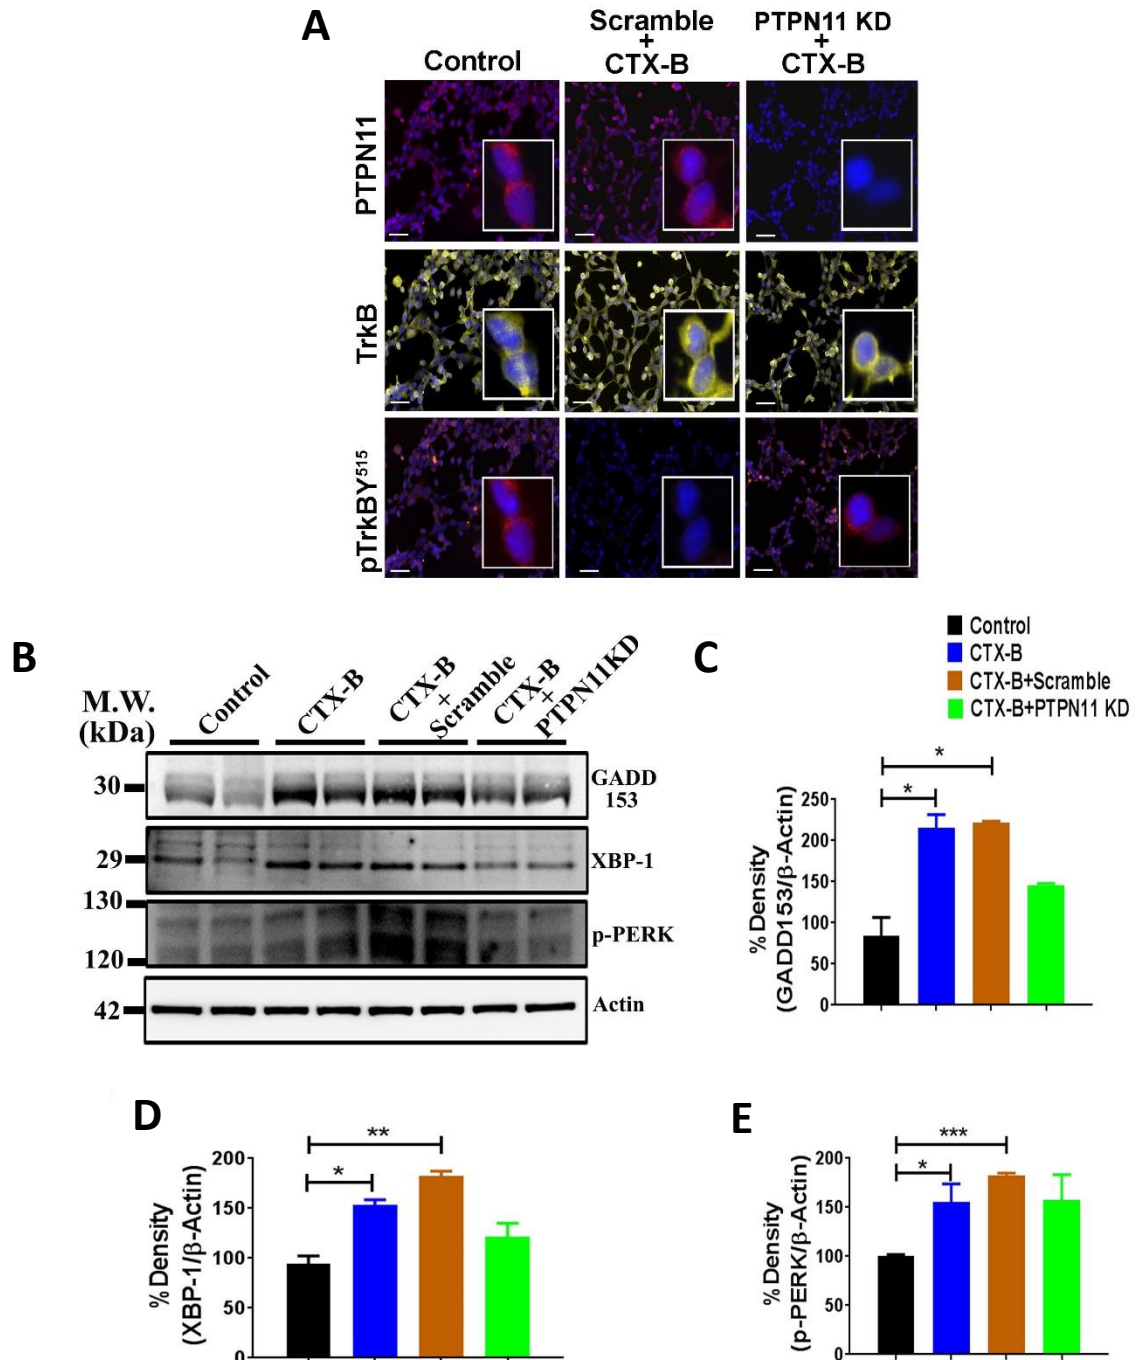 A
Control
Scramble
+
CTX-B
PTPN11 KD
+
CTX-B
PTPN11
TrkB
pTrkBY⁵¹⁵
B
M.W.
(kDa)
Control
CTX-B
CTX-B
+
Scramble
CTX-B
+
PTPN11KD
30
GADD
153
29
XBP-1
130
p-PERK
120
42
Actin
C
Control
CTX-B
CTX-B+Scramble
CTX-B+PTPN11 KD
% Density
(GADD153/β-Actin)
250
200
150
100
50
0
*
*
D
% Density
(XBP-1/β-Actin)
200
150
100
50
0
**
*
E
% Density
(p-PERK/β-Actin)
200
150
100
50
0
***
*